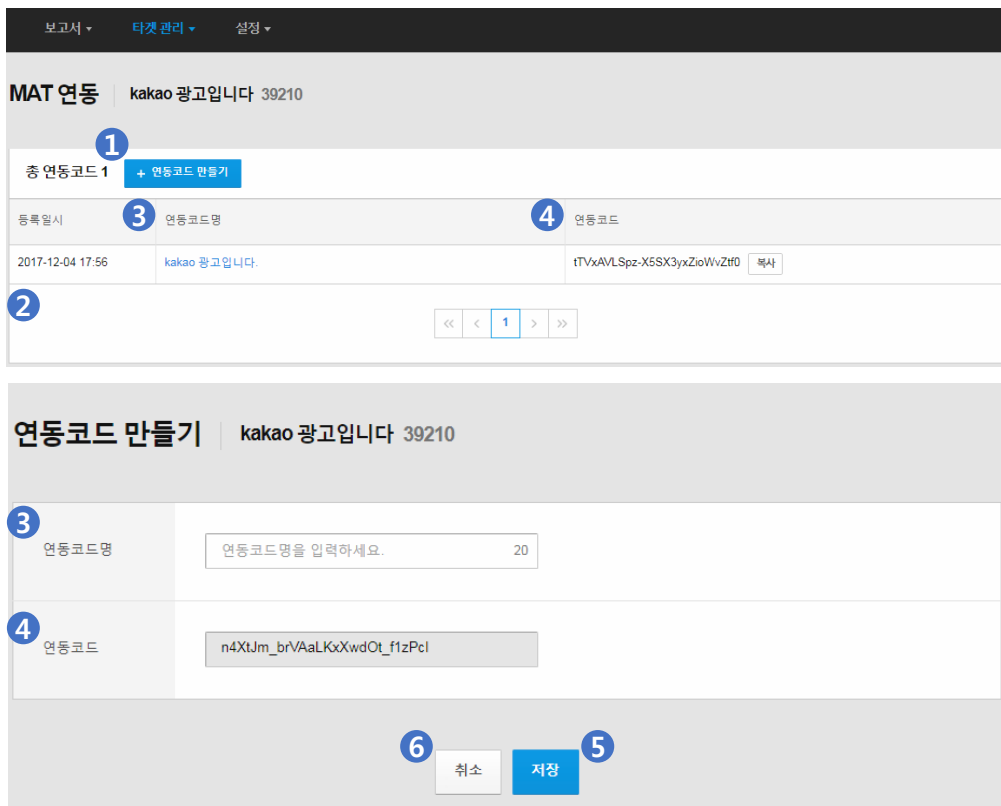 보고서 타겟 관리 설정
MAT 연동 kakao 광고입니다 39210
1
총 연동코드 1 + 연동코드 만들기
등록일시 3 연동코드명 4 연동코드
2017-12-04 17:56 kakao 광고입니다. tTVxAVLSpz-X5SX3yxZioWvZtf0 복사
2
« < 1 > »
연동코드 만들기 kakao 광고입니다 39210
3
연동코드명 연동코드명을 입력하세요. 20
4
연동코드 n4XtJm_brVAaLKxXwdOt_f1zPcI
6 5
취소 저장